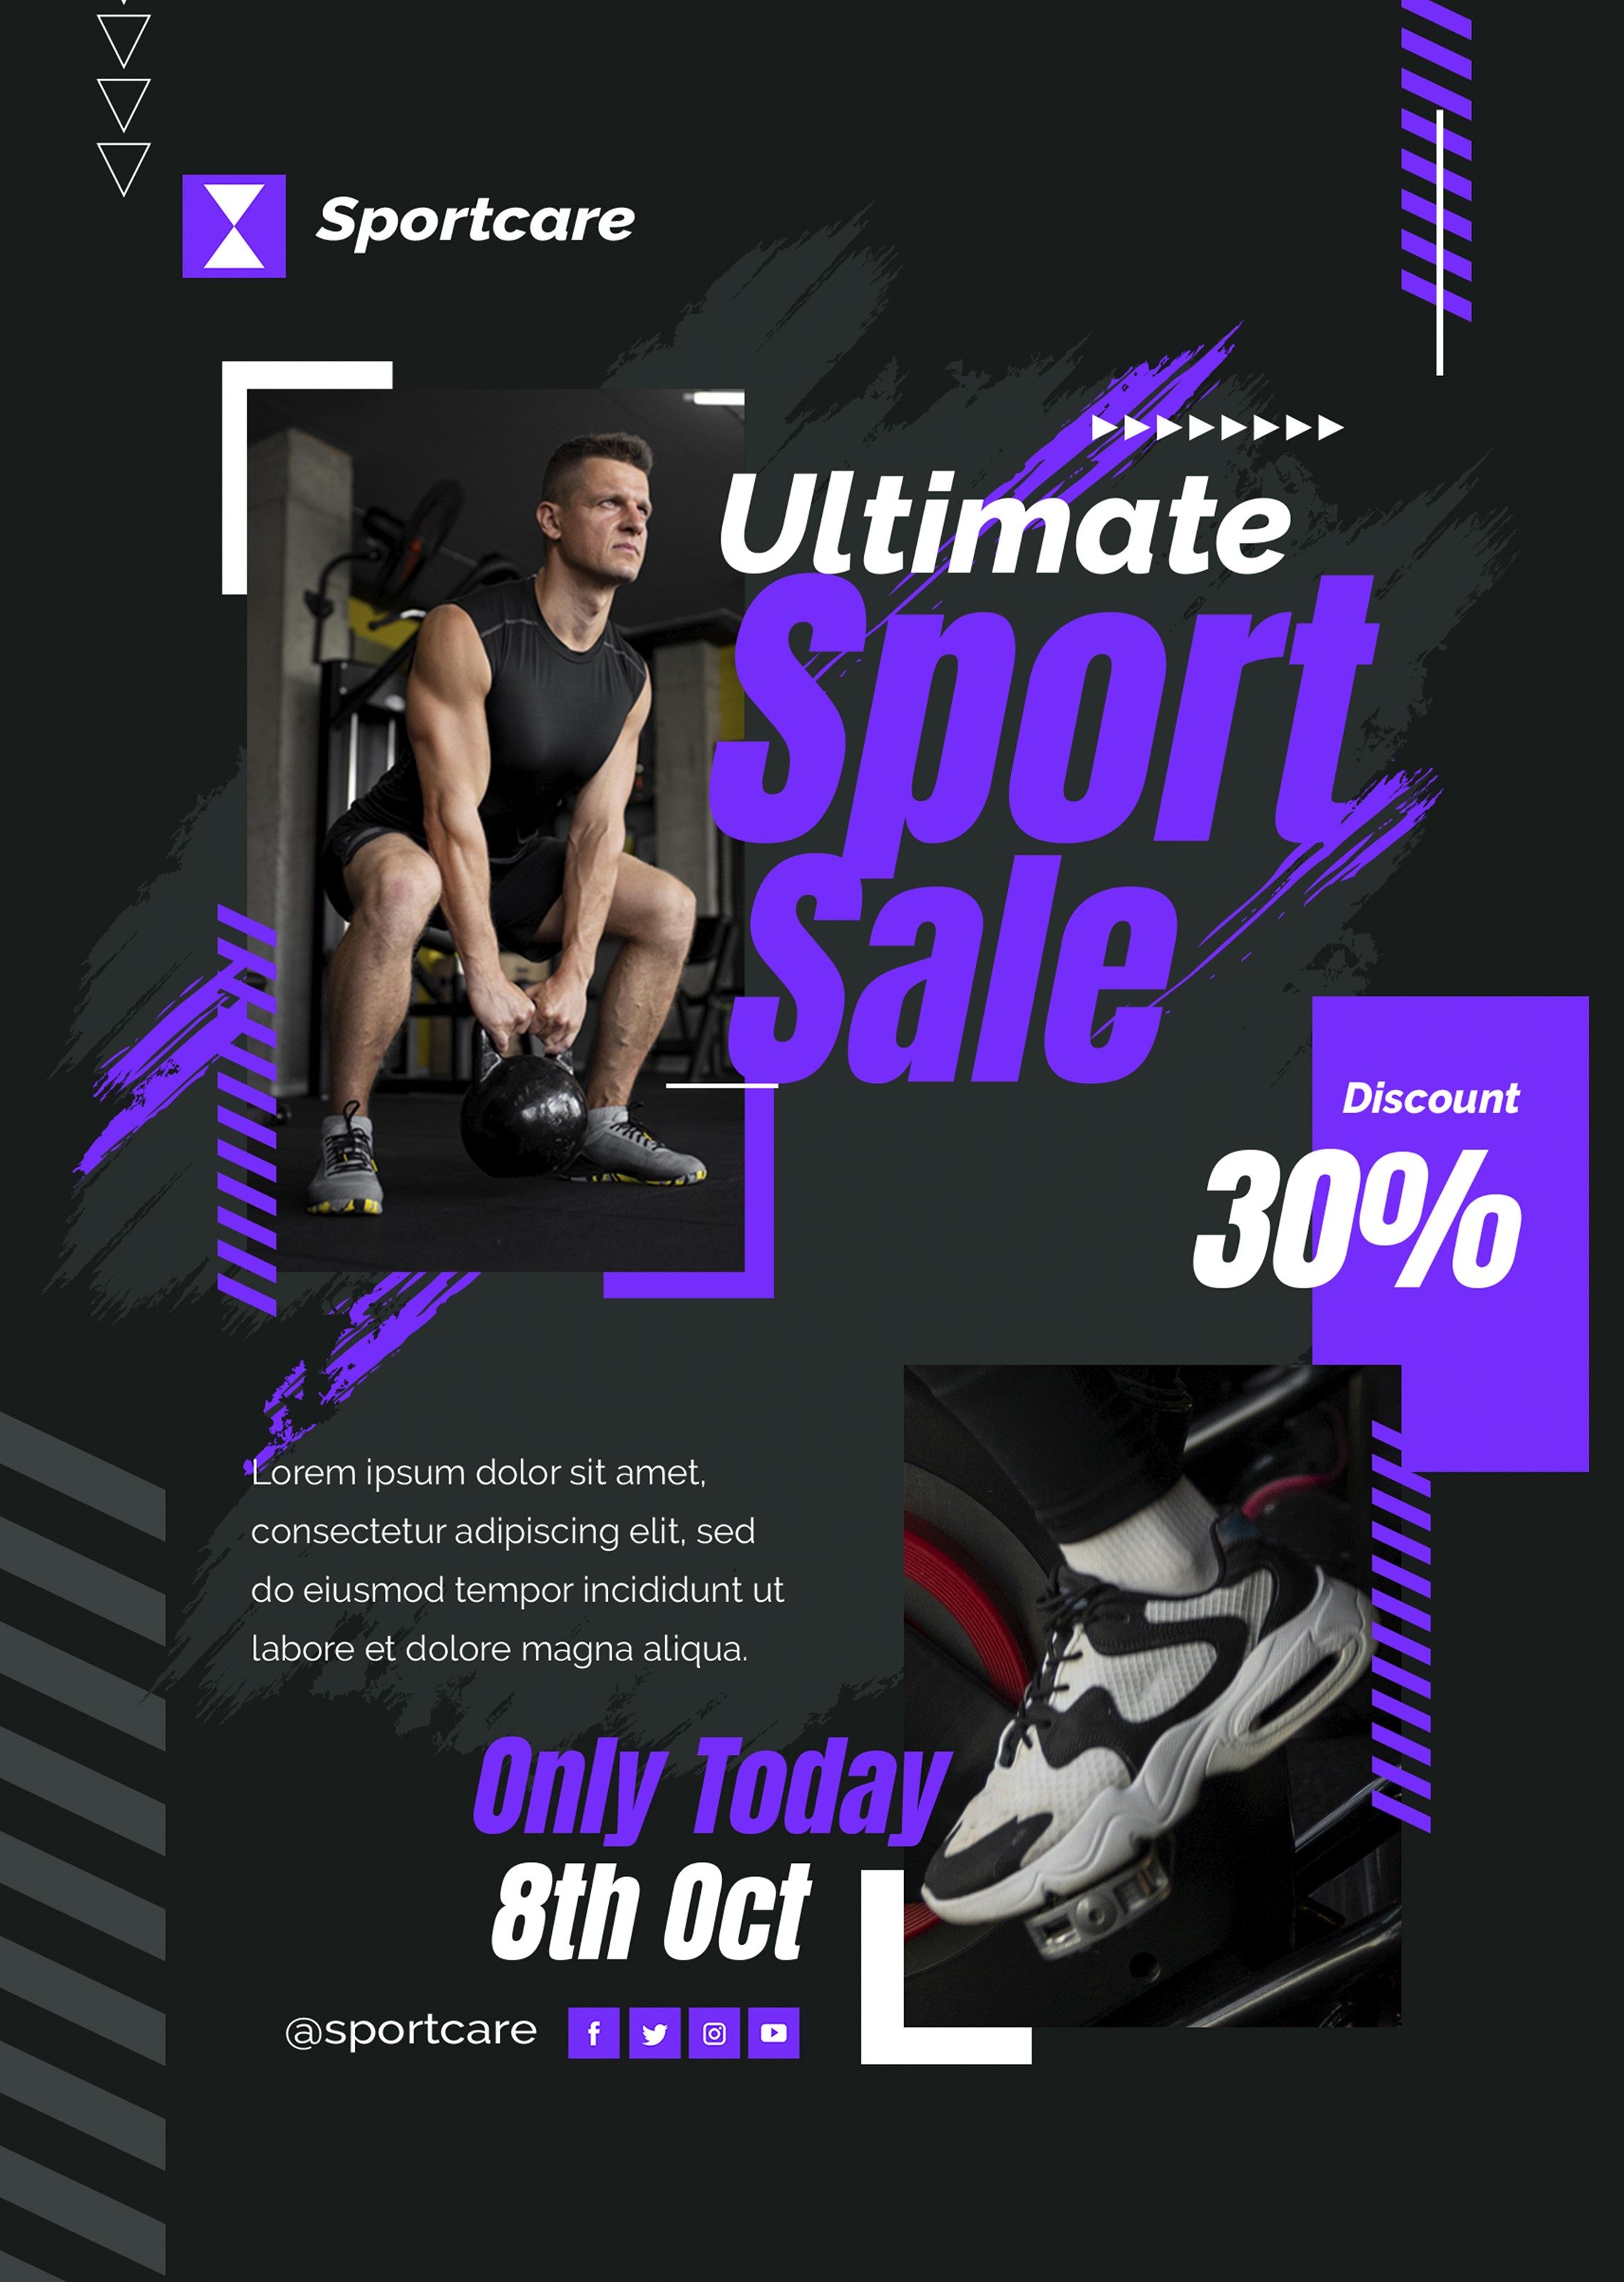 Sportcare
Ultimate
Sport
Sale
Discount
30%
Lorem ipsum dolor sit amet,
consectetur adipiscing elit, sed
do eiusmod tempor incididunt ut
labore et dolore magna aliqua.
Only Today
8th Oct
@sportcare